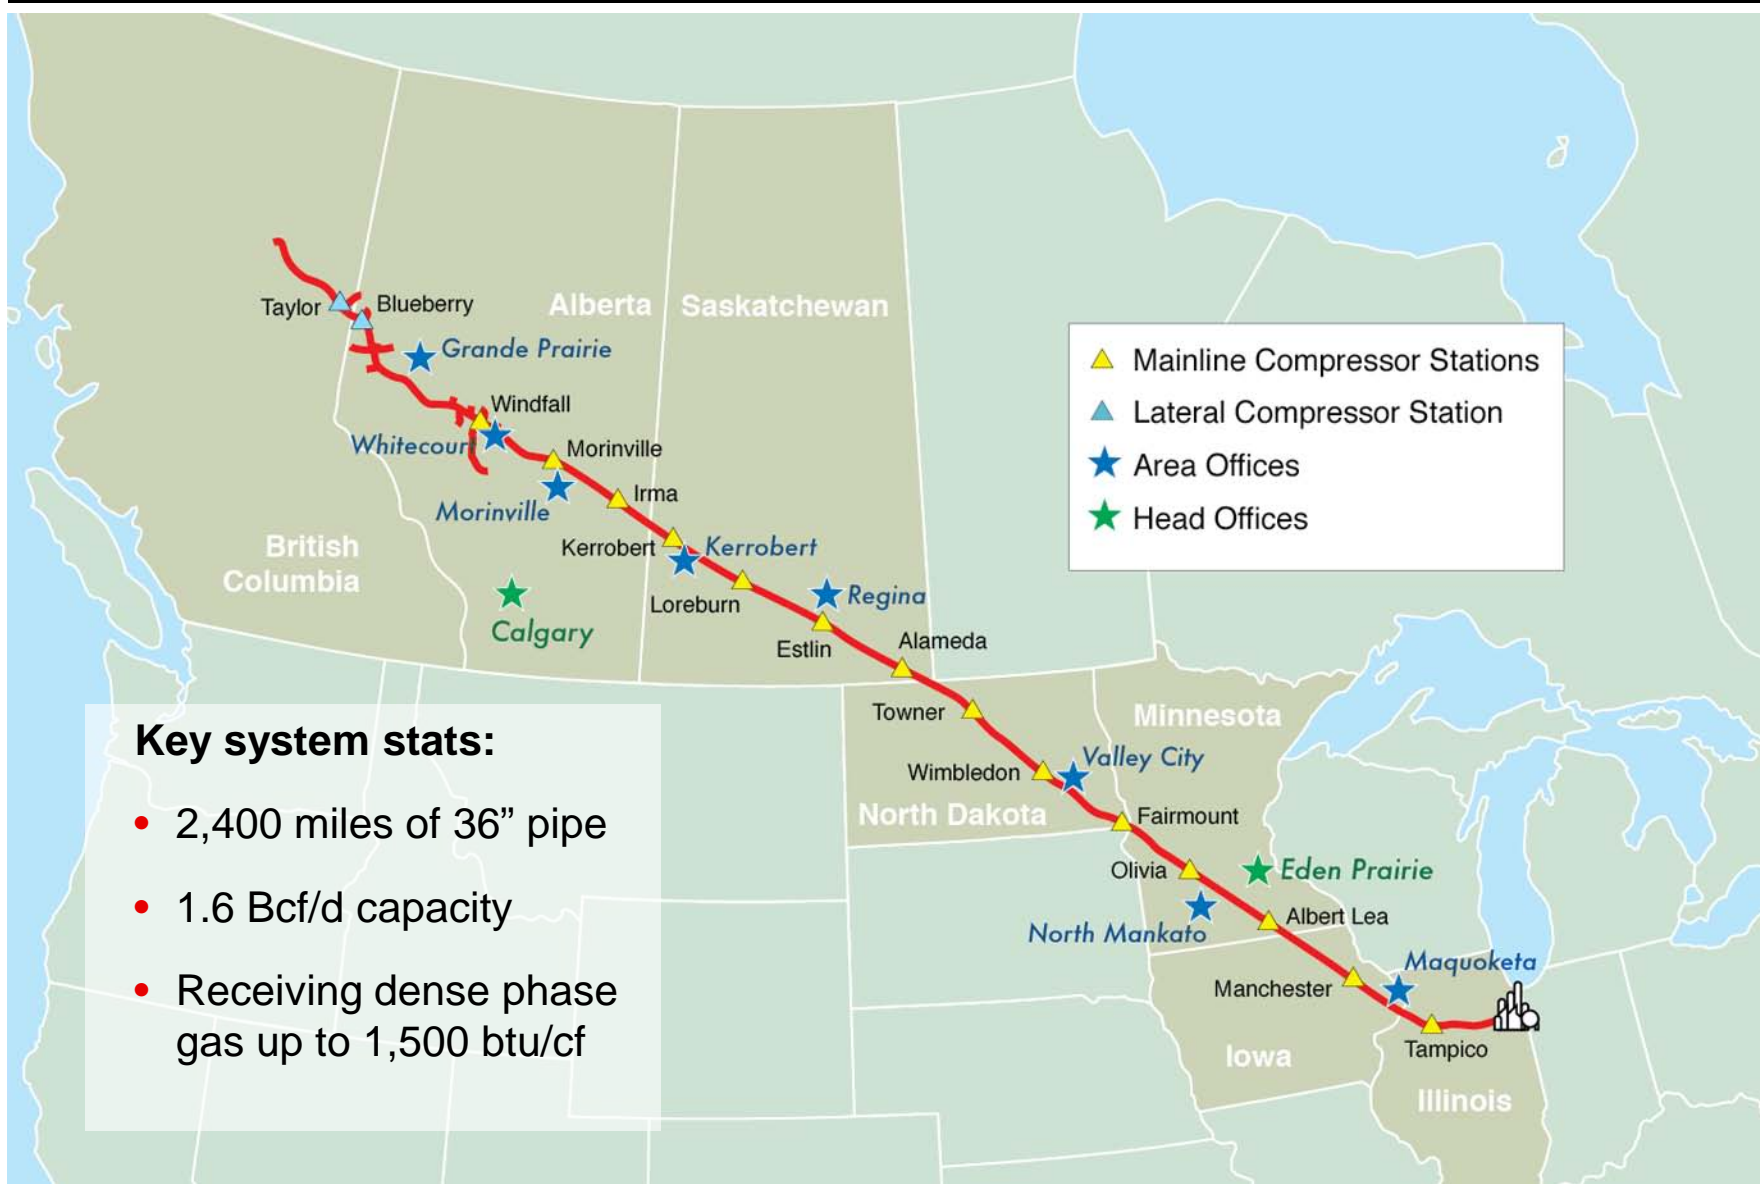 Taylor
Blueberry
Alberta
Saskatchewan
Grande Prairie
Mainline Compressor Stations
Lateral Compressor Station
Area Offices
Head Offices
Windfall
Whitecourt
Morinville
Irma
Morinville
British
Columbia
Kerrobert
Kerrobert
Loreburn
Regina
Calgary
Estlin
Alameda
Towner
Minnesota
Valley City
Wimbledon
North Dakota
Fairmount
Olivia
Eden Prairie
North Mankato
Albert Lea
Maquoketa
Manchester
Tampico
Iowa
Illinois
Key system stats:
• 2,400 miles of 36” pipe
• 1.6 Bcf/d capacity
• Receiving dense phase
gas up to 1,500 btu/cf